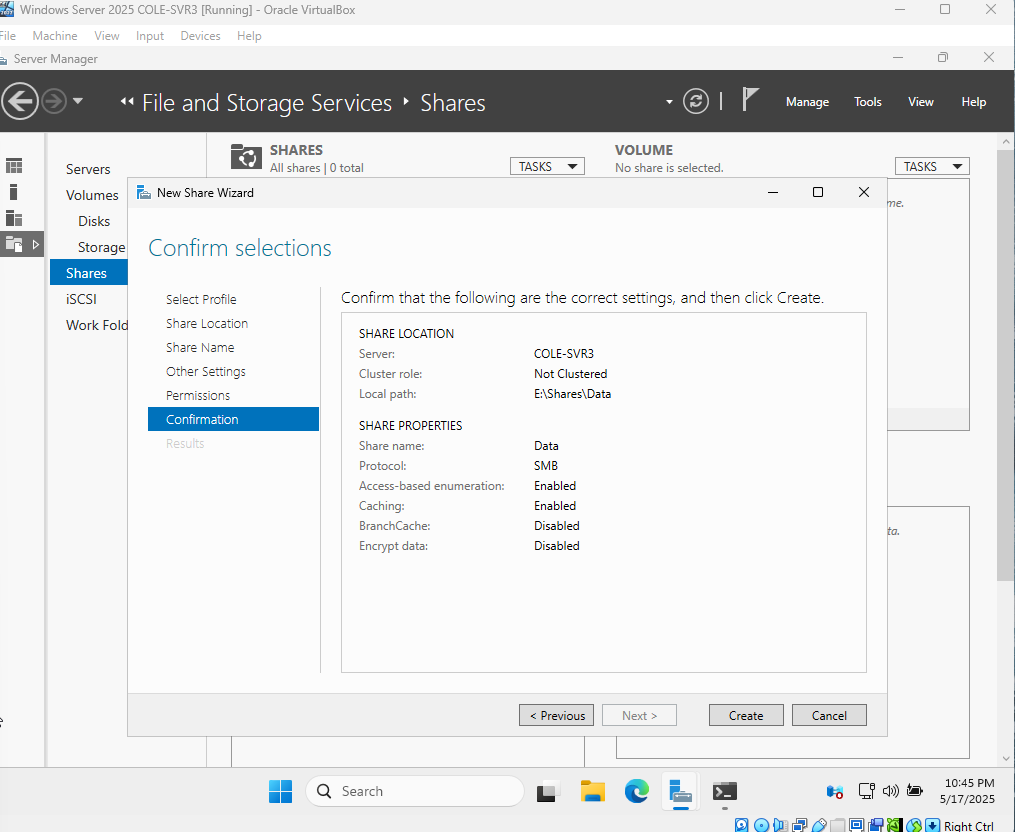 Windows Server 2025 COLE-SVR3 [Running] - Oracle VirtualBox
File Machine View Input Devices Help
Server Manager
File and Storage Services Shares
Manage Tools View Help
SHARES
All shares | 0 total
TASKS
VOLUME
No share is selected.
TASKS
Servers
Volumes
Disks
Storage
Shares
iSCSI
Work Fold
me.
ta.
New Share Wizard
Confirm selections
Select Profile
Share Location
Share Name
Other Settings
Permissions
Confirmation
Results
Confirm that the following are the correct settings, and then click Create.
SHARE LOCATION
Server: COLE-SVR3
Cluster role: Not Clustered
Local path: E:\Shares\Data
SHARE PROPERTIES
Share name: Data
Protocol: SMB
Access-based enumeration: Enabled
Caching: Enabled
BranchCache: Disabled
Encrypt data: Disabled
< Previous Next > Create Cancel
Search
10:45 PM
5/17/2025
Right Ctrl